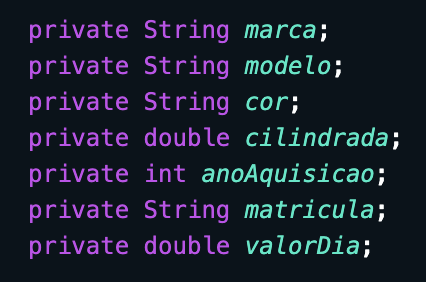 private String marca;
private String modelo;
private String cor;
private double cilindrada;
private int anoAquisicao;
private String matricula;
private double valorDia;